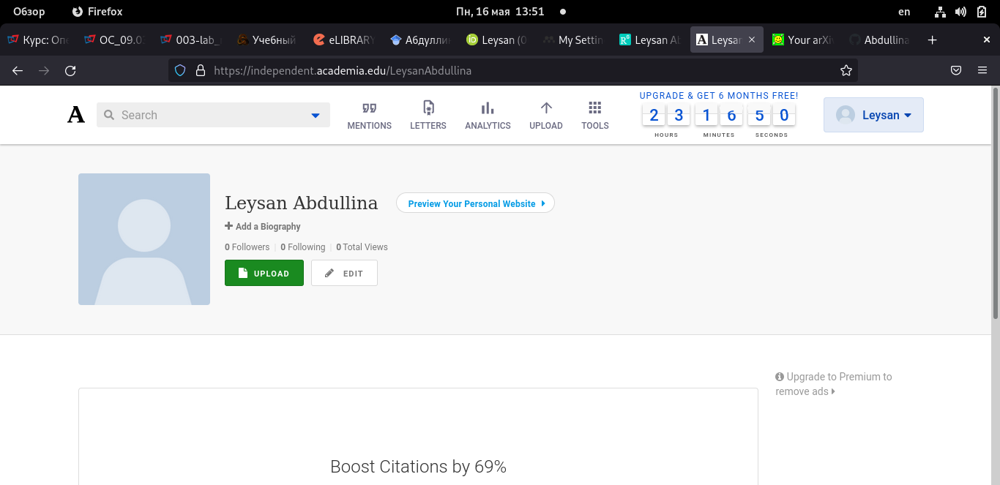 Обзор Firefox Пн, 16 мая 13:51 en
Курс: Опе ОС_09.0 003-lab_ Учебный eLIBRARY Абдулли Leysan (0 My Settin Leysan Ab Leysan Your arXi Abdullina
https://independent.academia.edu/LeysanAbdullina
A Search MENTIONS LETTERS ANALYTICS UPLOAD TOOLS
UPGRADE & GET 6 MONTHS FREE!
2 3 1 6 5 0
HOURS MINUTES SECONDS
Leysan
Leysan Abdullina Preview Your Personal Website
Add a Biography
0 Followers 0 Following 0 Total Views
UPLOAD EDIT
Upgrade to Premium to
remove ads
Boost Citations by 69%